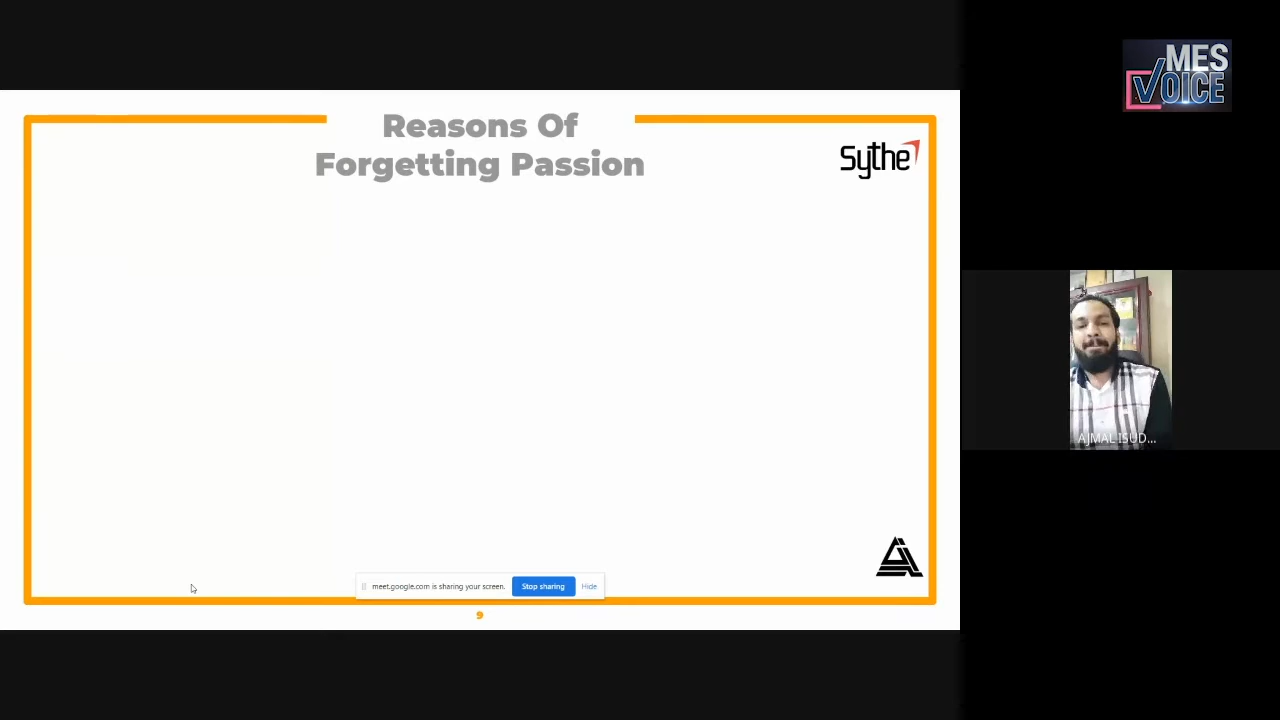 Reasons Of
Forgetting Passion
Sythe
meet.google.com is sharing your screen. Stop sharing Hide
9
MES
VOICE
AJMAL ISUD...